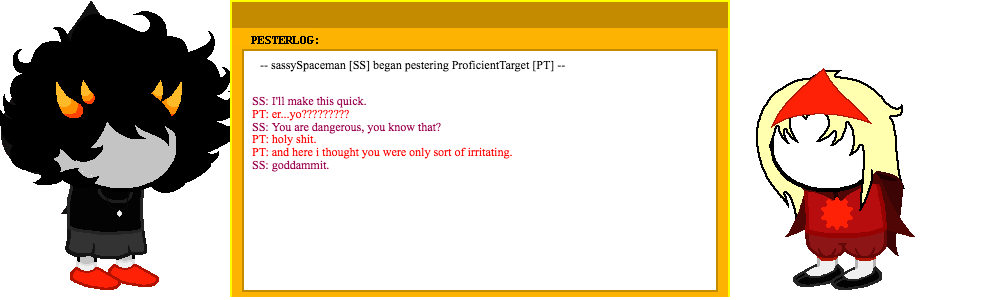 PESTERLOG:
-- sassySpaceman [SS] began pestering ProficientTarget [PT] --
SS: I'll make this quick.
PT: er...yo?????????
SS: You are dangerous, you know that?
PT: holy shit.
PT: and here i thought you were only sort of irritating.
SS: goddammit.